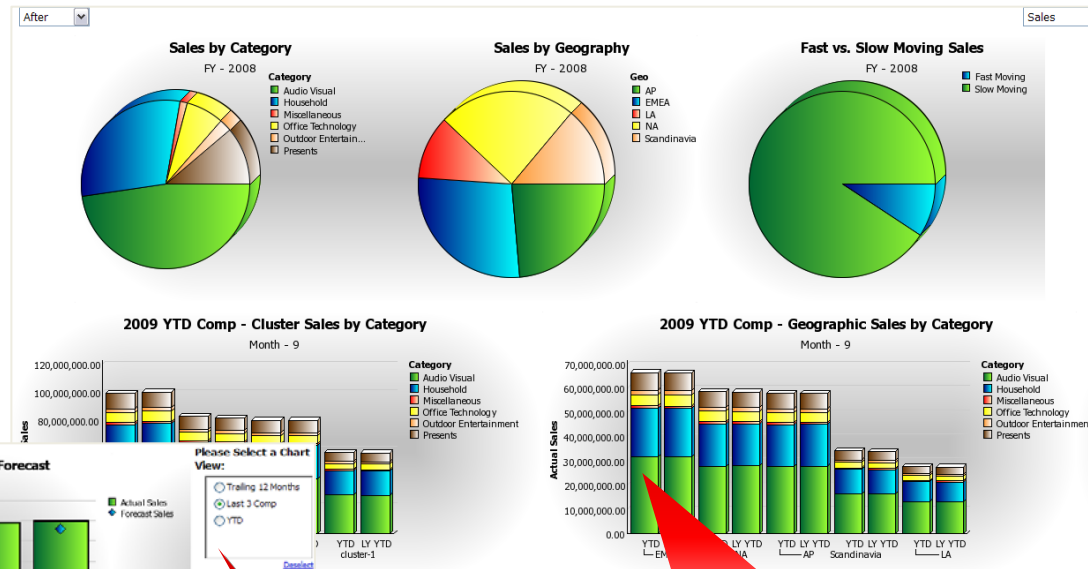 After
Sales
Sales by Category
FY - 2008
Category
Audio Visual
Household
Miscellaneous
Office Technology
Outdoor Entertain...
Presents
Sales by Geography
FY - 2008
Geo
AP
EMEA
LA
NA
Scandinavia
Fast vs. Slow Moving Sales
FY - 2008
Fast Moving
Slow Moving
2009 YTD Comp - Cluster Sales by Category
Month - 9
120,000,000.00
100,000,000.00
80,000,000.00
Sales
Category
Audio Visual
Household
Miscellaneous
Office Technology
Outdoor Entertainment
Presents
YTD LY YTD
cluster-1
Forecast
Actual Sales
Forecast Sales
Please Select a Chart
View:
Trailing 12 Months
Last 3 Comp
YTD
Deselect
2009 YTD Comp - Geographic Sales by Category
Month - 9
Actual Sales
70,000,000.00
60,000,000.00
50,000,000.00
40,000,000.00
30,000,000.00
20,000,000.00
10,000,000.00
0.00
YTD YTD LY YTD YTD LY YTD YTD LY YTD
EM NA AP Scandinavia LA
Category
Audio Visual
Household
Miscellaneous
Office Technology
Outdoor Entertainment
Presents